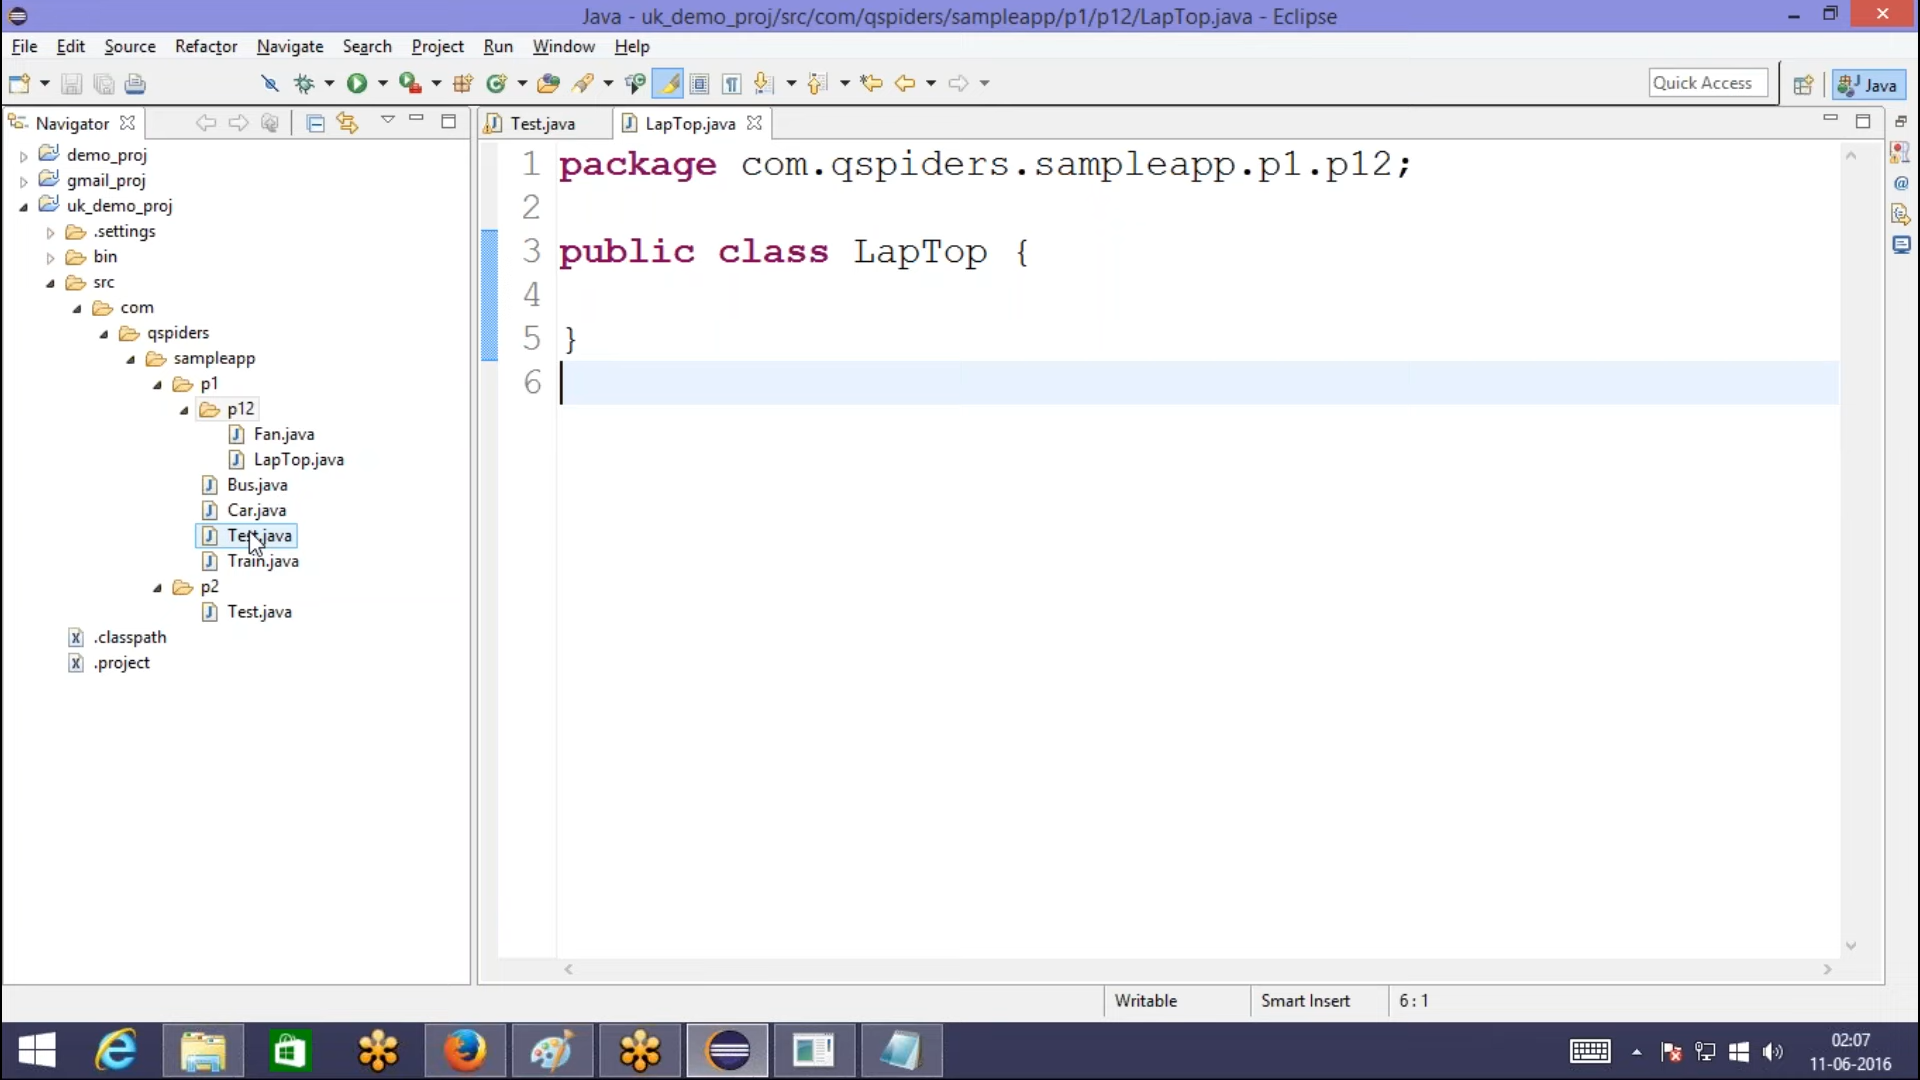 Java - uk_demo_proj/src/com/qspiders/sampleapp/p1/p12/LapTop.java - Eclipse
File Edit Source Refactor Navigate Search Project Run Window Help
Quick Access
Java
Navigator
Test.java
LapTop.java
demo_proj
gmail_proj
uk_demo_proj
.settings
bin
src
com
qspiders
sampleapp
p1
p12
Fan.java
LapTop.java
Bus.java
Car.java
Test.java
Train.java
p2
Test.java
.classpath
.project
1 package com.qspiders.sampleapp.p1.p12;
2
3 public class LapTop {
4
5 }
6
Writable
Smart Insert
6 : 1
02:07
11-06-2016